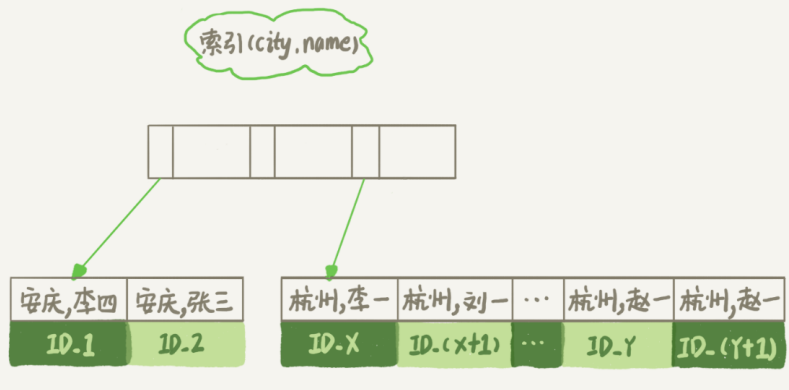 索引(city,name)
安庆,李四 安庆,张三 杭州,李一 杭州,刘一 ... 杭州,赵一 杭州,赵一
ID_1 ID_2 ID_X ID_(X+1) ... ID_Y ID_(Y+1)